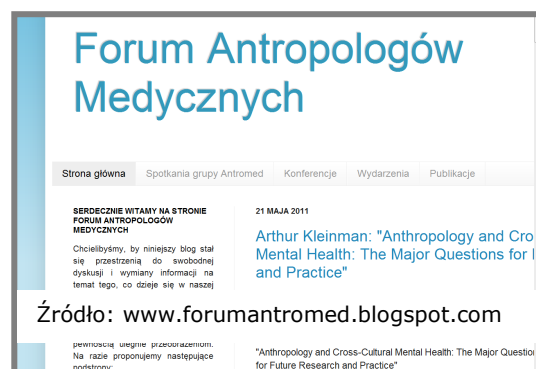 Forum Antropologów
Medycznych
Strona główna Spotkania grupy Antromed Konferencje Wydarzenia Publikacje
SERDECZNIE WITAMY NA STRONIE
FORUM ANTROPOLOGÓW
MEDYCZNYCH
Chcielibyśmy, by niniejszy blog stał
się przestrzenią do swobodnej
dyskusji i wymiany informacji na
temat tego, co dzieje się w naszej
21 MAJA 2011
Arthur Kleinman: "Anthropology and Cro
Mental Health: The Major Questions for
and Practice"
Źródło: www.forumantromed.blogspot.com
pewnością ulegnie przeobrażeniom.
Na razie proponujemy następujące
podstrony:
"Anthropology and Cross-Cultural Mental Health: The Major Question
for Future Research and Practice"